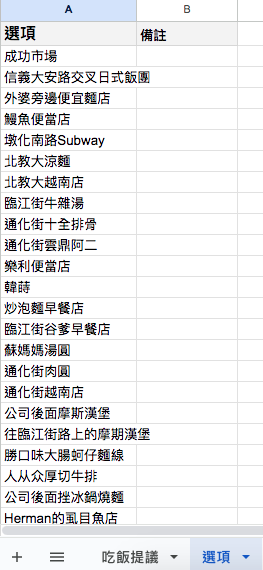 A B
選項 備註
成功市場
信義大安路交叉日式飯團
外婆旁邊便宜麵店
鰻魚便當店
墩化南路Subway
北教大涼麵
北教大越南店
臨江街牛雜湯
通化街十全排骨
通化街雲鼎阿二
樂利便當店
韓蒔
炒泡麵早餐店
臨江街谷爹早餐店
蘇媽媽湯圓
通化街肉圓
通化街越南店
公司後面摩斯漢堡
往臨江街路上的摩期漢堡
勝口味大腸蚵仔麵線
人从众厚切牛排
公司後面挫冰鍋燒麵
Herman的虱目魚店
吃飯提議 選項